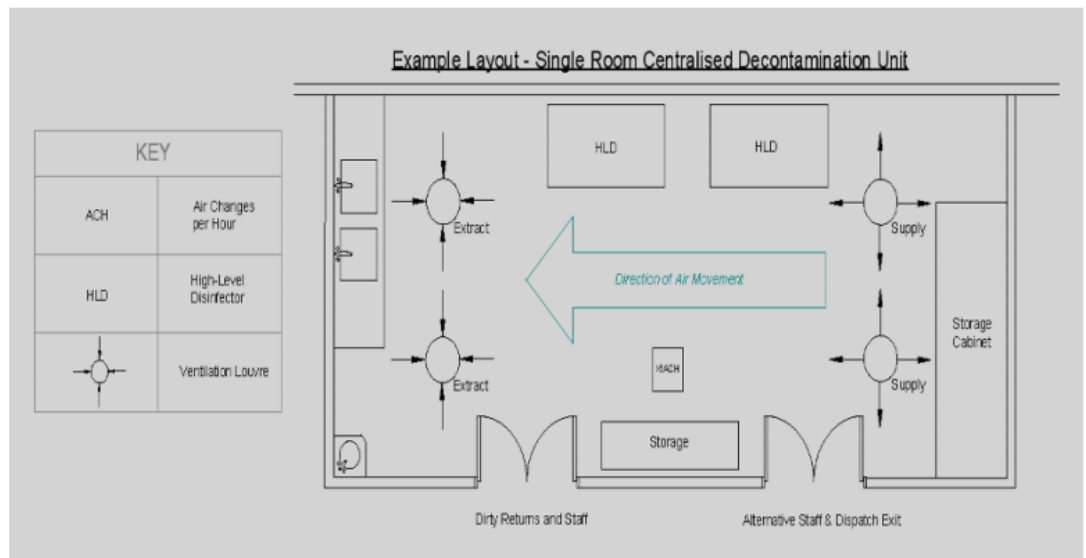 Example Layout - Single Room Centralised Decontamination Unit
KEY
ACH
Air Changes
per Hour
HLD
High-Level
Disinfector
Ventilation Louvre
HLD
HLD
Extract
Supply
Direction of Air Movement
Storage
Cabinet
Extract
Supply
Storage
Dirty Returns and Staff
Alternative Staff & Dispatch Exit